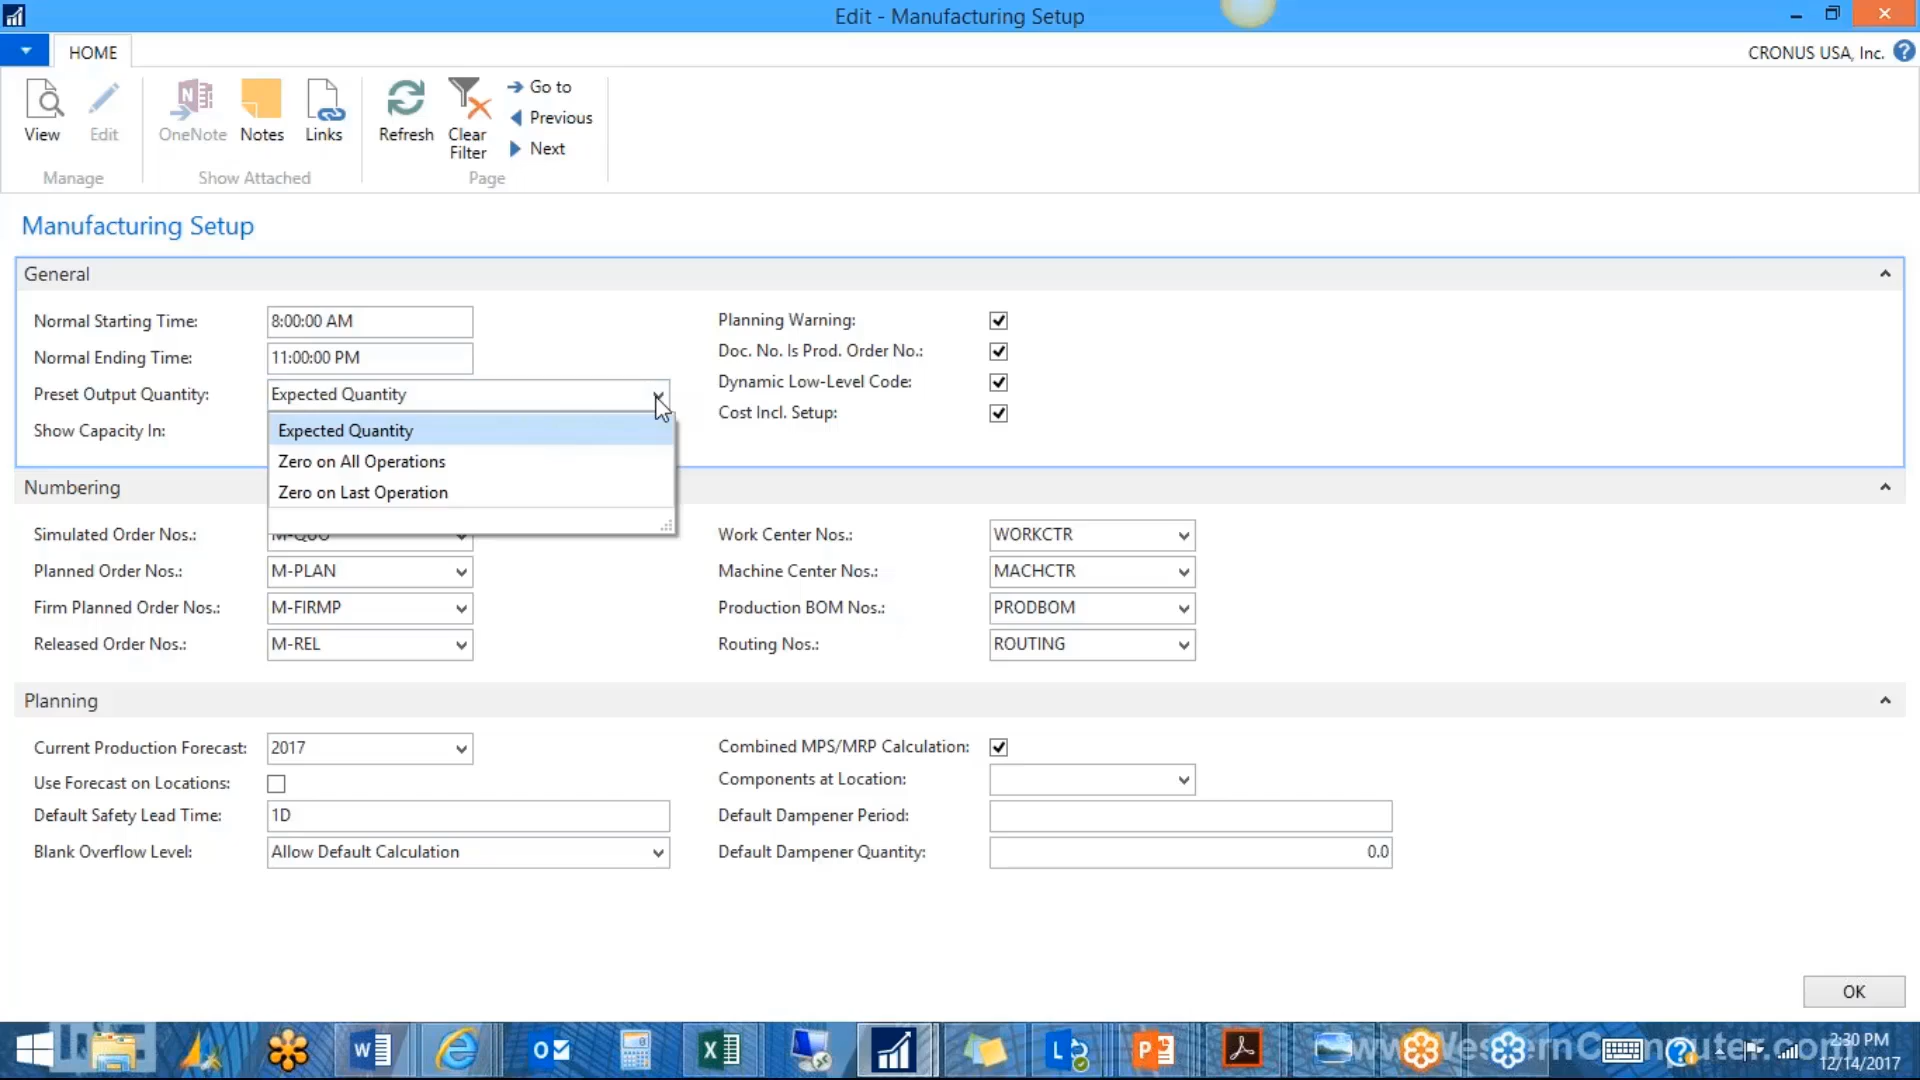 Edit - Manufacturing Setup
HOME
CRONUS USA, Inc.
View
Edit
OneNote
Notes
Links
Refresh
Clear Filter
Go to
Previous
Next
Manage
Show Attached
Page
Manufacturing Setup
General
Normal Starting Time: 8:00:00 AM
Normal Ending Time: 11:00:00 PM
Preset Output Quantity: Expected Quantity
Show Capacity In:
Expected Quantity
Zero on All Operations
Zero on Last Operation
Planning Warning:
Doc. No. Is Prod. Order No.:
Dynamic Low-Level Code:
Cost Incl. Setup:
Numbering
Simulated Order Nos.: M-QUO
Planned Order Nos.: M-PLAN
Firm Planned Order Nos.: M-FIRMP
Released Order Nos.: M-REL
Work Center Nos.: WORKCTR
Machine Center Nos.: MACHCTR
Production BOM Nos.: PRODBOM
Routing Nos.: ROUTING
Planning
Current Production Forecast: 2017
Use Forecast on Locations:
Default Safety Lead Time: 1D
Blank Overflow Level: Allow Default Calculation
Combined MPS/MRP Calculation:
Components at Location:
Default Dampener Period:
Default Dampener Quantity: 0.0
OK
2:30 PM
12/14/2017